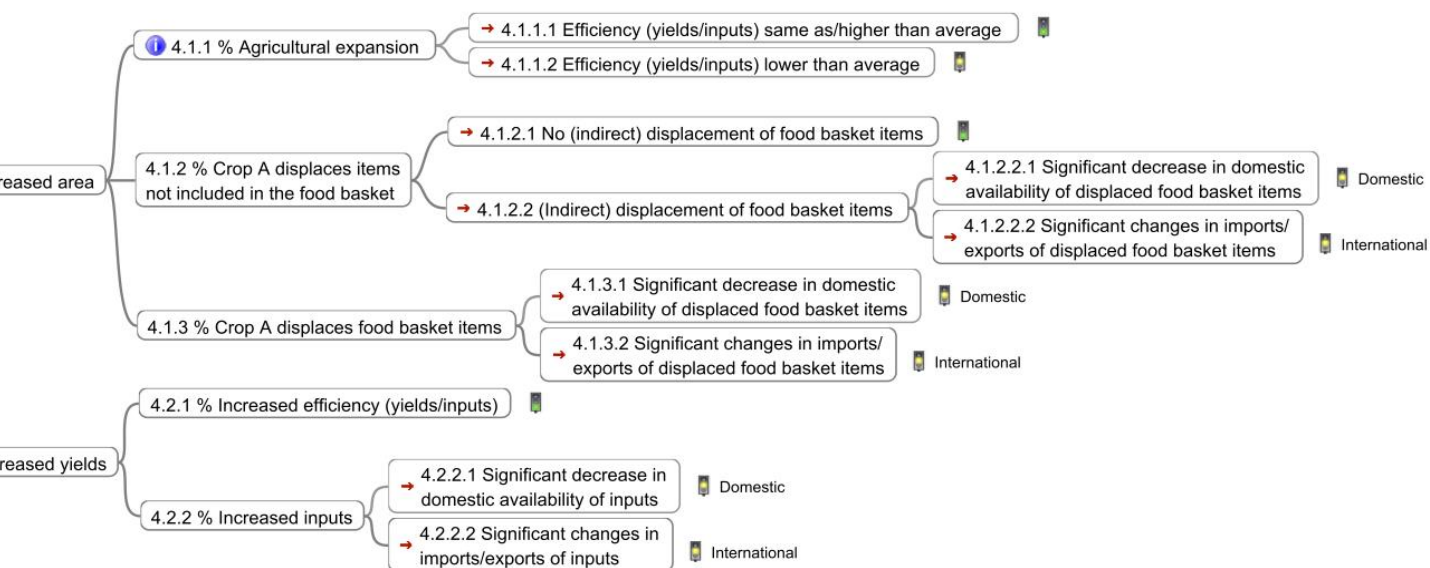 4.1.1 % Agricultural expansion
4.1.1.1 Efficiency (yields/inputs) same as/higher than average
4.1.1.2 Efficiency (yields/inputs) lower than average
reased area
4.1.2 % Crop A displaces items
not included in the food basket
4.1.2.1 No (indirect) displacement of food basket items
4.1.2.2 (Indirect) displacement of food basket items
4.1.2.2.1 Significant decrease in domestic
availability of displaced food basket items
Domestic
4.1.2.2.2 Significant changes in imports/
exports of displaced food basket items
International
4.1.3 % Crop A displaces food basket items
4.1.3.1 Significant decrease in domestic
availability of displaced food basket items
Domestic
4.1.3.2 Significant changes in imports/
exports of displaced food basket items
International
reased yields
4.2.1 % Increased efficiency (yields/inputs)
4.2.2 % Increased inputs
4.2.2.1 Significant decrease in
domestic availability of inputs
Domestic
4.2.2.2 Significant changes in
imports/exports of inputs
International